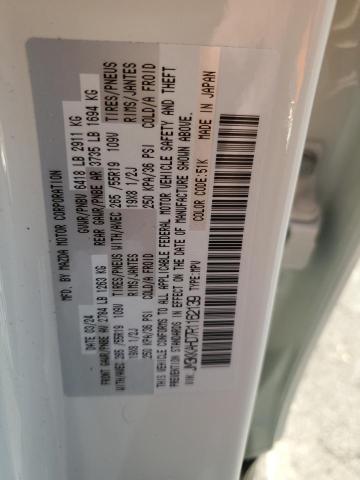 MFD. BY MAZDA MOTOR CORPORATION
DATE: 03/24 GVWR/PNBV: 6418 LB 2911 KG
FRONT GAWR/PNBE AV 2784 LB 1263 KG REAR GAWR/PNBE AR 3735 LB 1694 KG
WITH/AVEC 265 /55R19 109V TIRES/PNEUS WITH/AVEC 265 /55R19 109V TIRES/PNEUS
19X8 1/2J RIMS/JANTES 19X8 1/2J RIMS/JANTES
250 KPA/36 PSI COLD/A FROID 250 KPA/36 PSI COLD/A FROID
THIS VEHICLE CONFORMS TO ALL APPLICABLE FEDERAL MOTOR VEHICLE SAFETY AND THEFT
PREVENTION STANDARDS IN EFFECT ON THE DATE OF MANUFACTURE SHOWN ABOVE.
VIN: JM3KKAHD7R1162139 TYPE:MPV COLOR CODE:51K MADE IN JAPAN